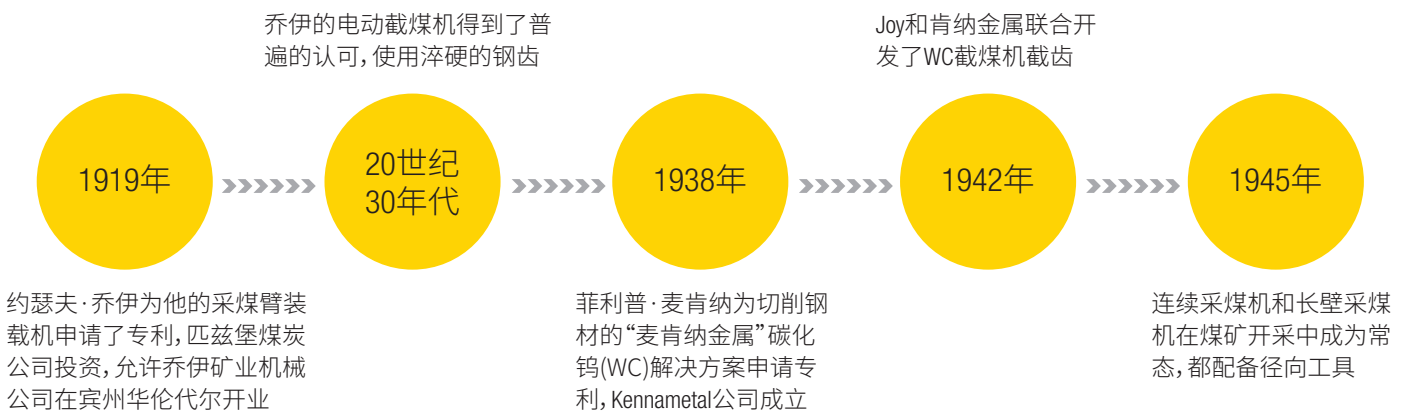 乔伊的电动截煤机得到了普
遍的认可，使用淬硬的钢齿
Joy和肯纳金属联合开
发了WC截煤机截齿
1919年
20世纪
30年代
1938年
1942年
1945年
约瑟夫·乔伊为他的采煤臂装
载机申请了专利，匹兹堡煤炭
公司投资，允许乔伊矿业机械
公司在宾州华伦代尔开业
菲利普·麦肯纳为切削钢
材的“麦肯纳金属”碳化
钨(WC)解决方案申请专
利，Kennametal公司成立
连续采煤机和长壁采煤
机在煤矿开采中成为常
态，都配备径向工具